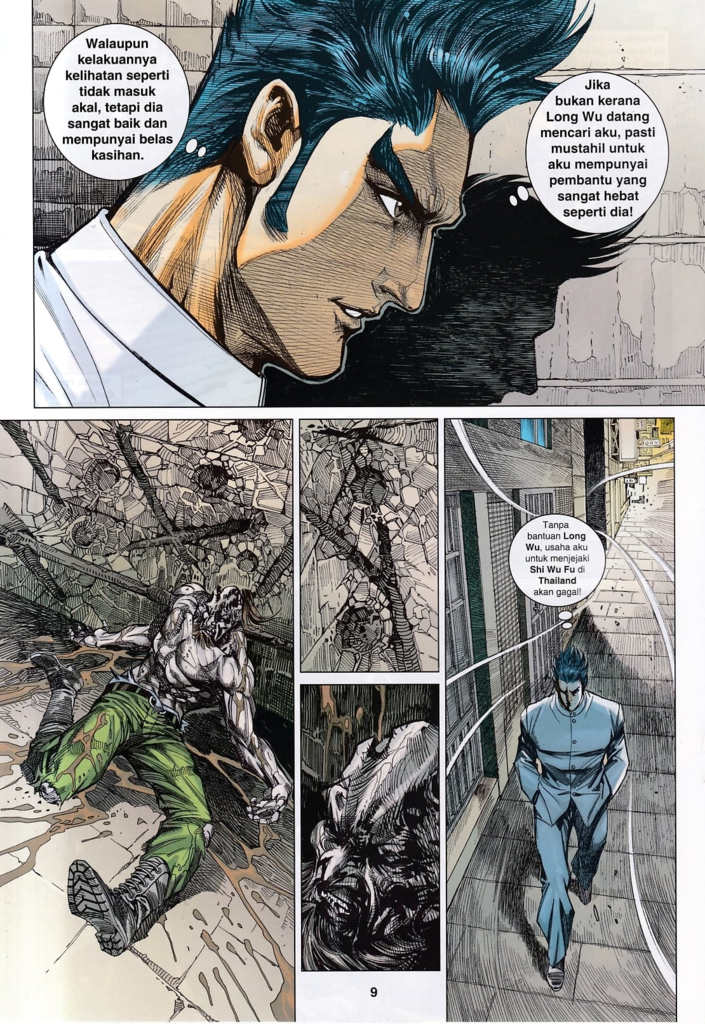 Walaupun
kelakuannya
kelihatan seperti
tidak masuk
akal, tetapi dia
sangat baik dan
mempunyai belas
kasihan.
Jika
bukan kerana
Long Wu datang
mencari aku, pasti
mustahil untuk
aku mempunyai
pembantu yang
sangat hebat
seperti dia!
Tanpa
bantuan Long
Wu, usaha aku
untuk menjejaki
Shi Wu Fu di
Thailand
akan gagal!
9